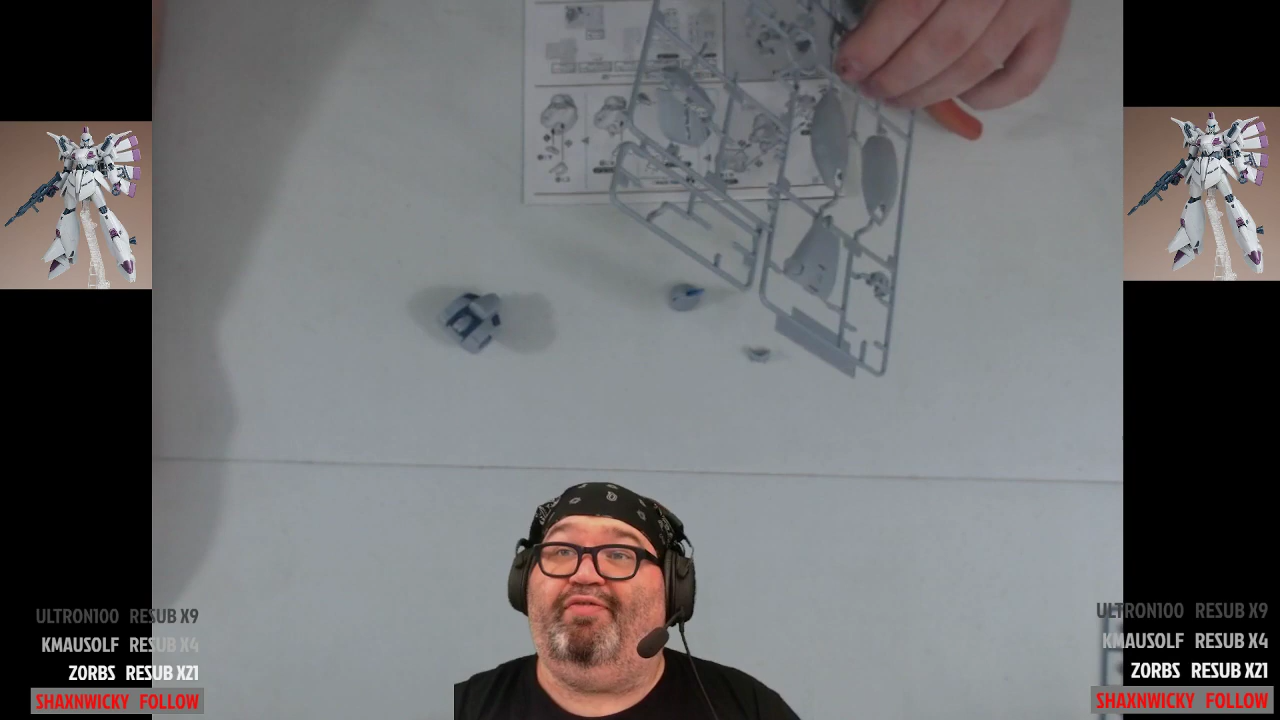 ULTRON100 RESUB X9
KMAUSOLF RESUB X4
ZORBS RESUB X21
SHAXNWICKY FOLLOW
ULTRON100 RESUB X9
KMAUSOLF RESUB X4
ZORBS RESUB X21
SHAXNWICKY FOLLOW